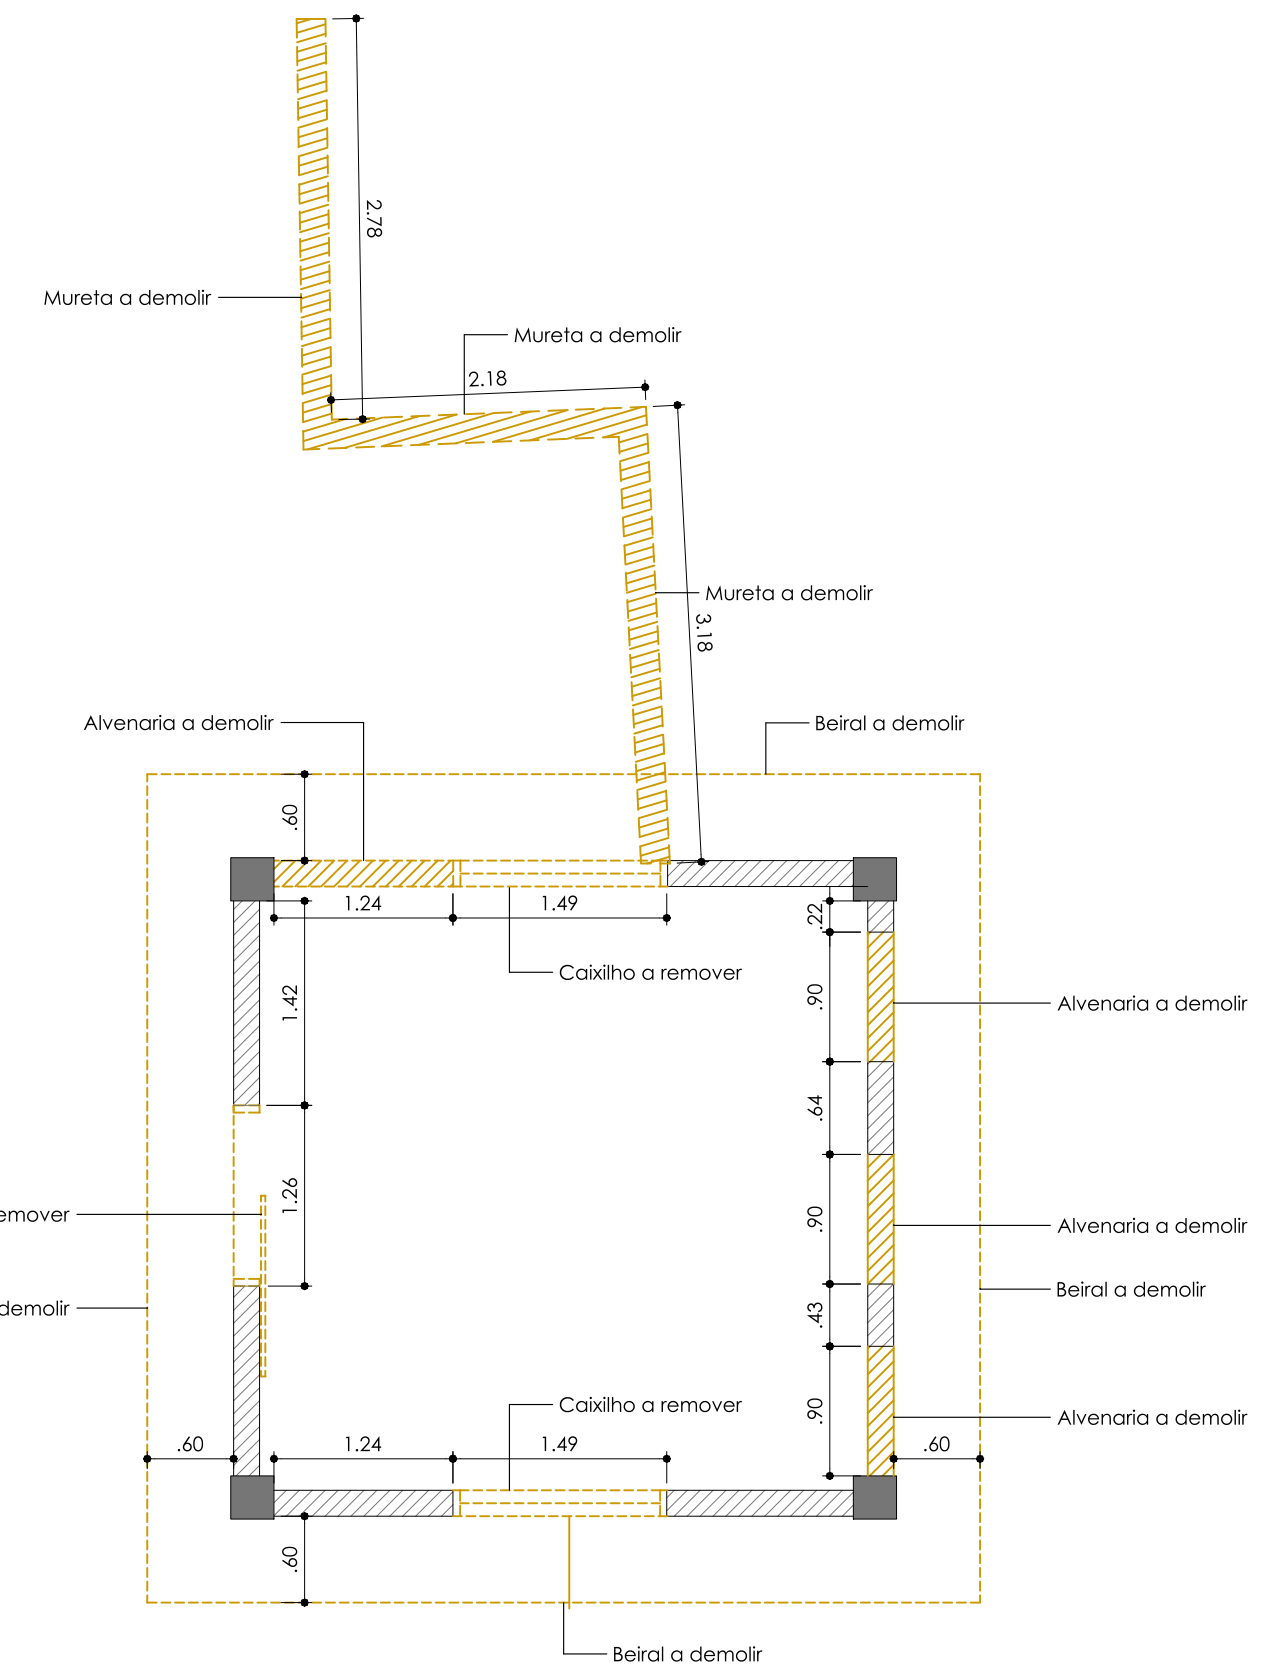 2.78
Mureta a demolir
Mureta a demolir
2.18
Mureta a demolir
3.18
Alvenaria a demolir
Beiral a demolir
.60
1.24
1.49
.22
Caixilho a remover
1.42
.90
Alvenaria a demolir
.64
1.26
emover
.90
Alvenaria a demolir
demolir
Beiral a demolir
.43
Caixilho a remover
.90
Alvenaria a demolir
.60
1.24
1.49
.60
.60
Beiral a demolir